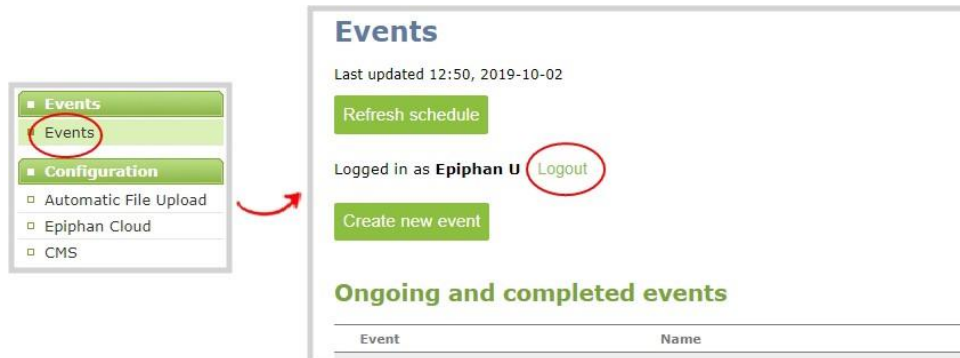 Events
Events
Configuration
Automatic File Upload
Epiphan Cloud
CMS
Events
Last updated 12:50, 2019-10-02
Refresh schedule
Logged in as Epiphan U Logout
Create new event
Ongoing and completed events
Event Name